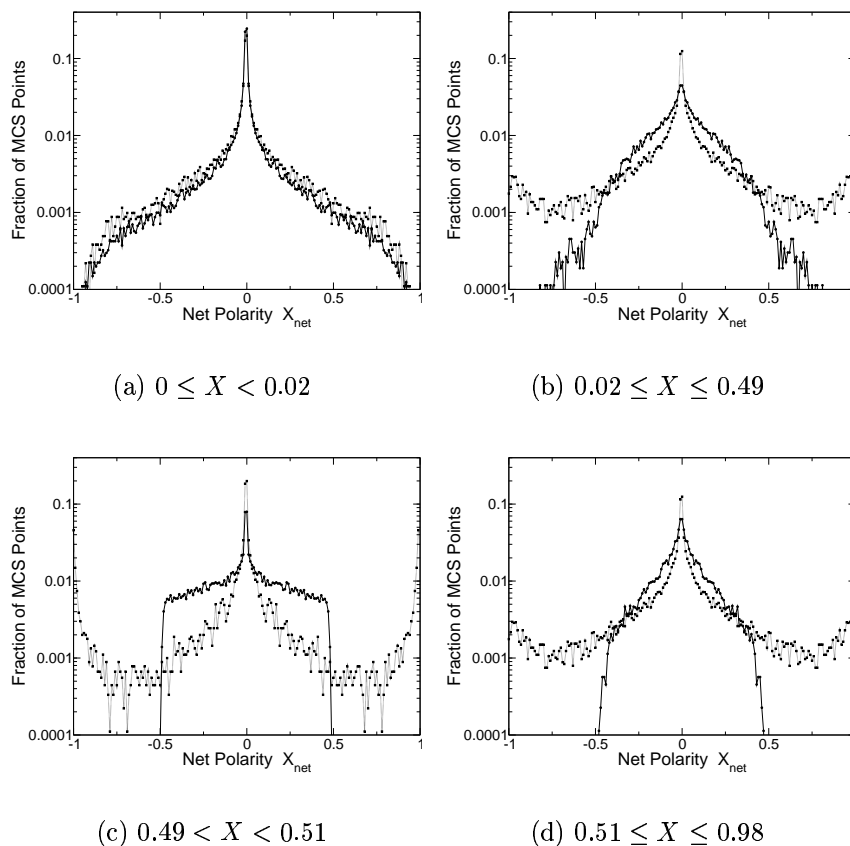 0.1
0.01
0.001
0.0001
Fraction of MCS Points
-1 -0.5 0 0.5 1
Net Polarity X_net
(a) 0 ≤ X < 0.02
0.1
0.01
0.001
0.0001
Fraction of MCS Points
-1 -0.5 0 0.5
Net Polarity X_net
(b) 0.02 ≤ X ≤ 0.49
0.1
0.01
0.001
0.0001
Fraction of MCS Points
-1 -0.5 0 0.5 1
Net Polarity X_net
(c) 0.49 < X < 0.51
0.1
0.01
0.001
0.0001
Fraction of MCS Points
-1 -0.5 0 0.5
Net Polarity X_net
(d) 0.51 ≤ X ≤ 0.98